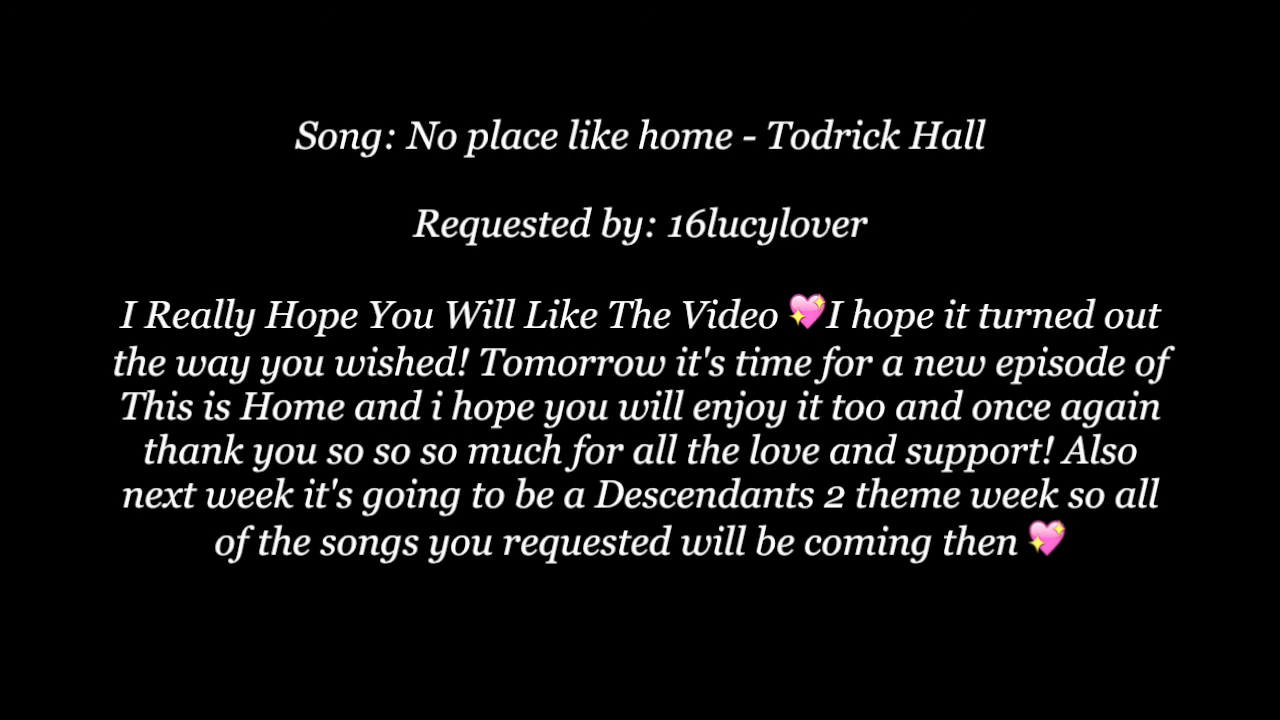 Song: No place like home - Todrick Hall
Requested by: 16lucylover
I Really Hope You Will Like The Video 💖I hope it turned out
the way you wished! Tomorrow it's time for a new episode of
This is Home and i hope you will enjoy it too and once again
thank you so so so much for all the love and support! Also
next week it's going to be a Descendants 2 theme week so all
of the songs you requested will be coming then 💖